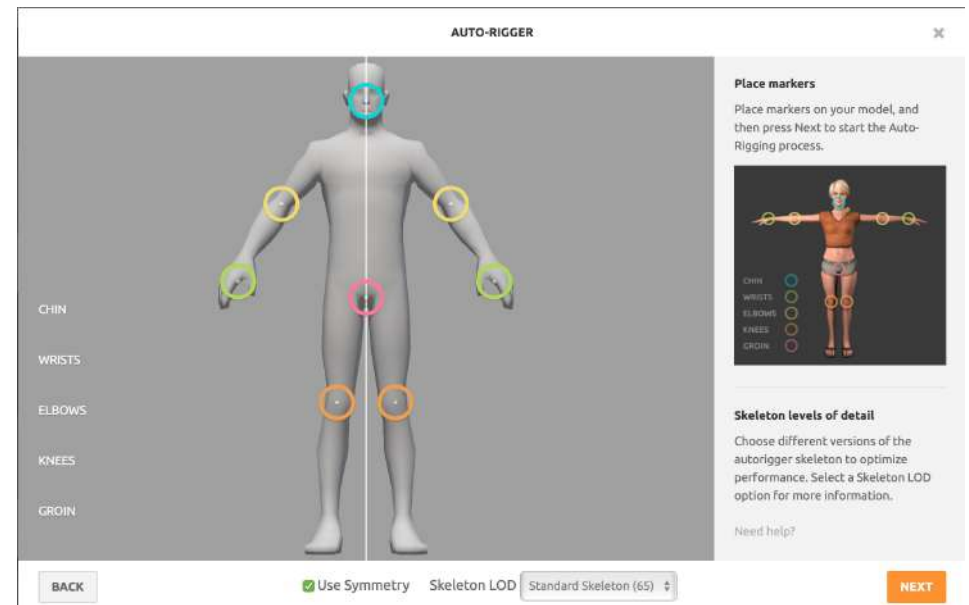 AUTO-RIGGER
×
CHIN
WRISTS
ELBOWS
KNEES
GROIN
Place markers
Place markers on your model, and
then press Next to start the Auto-
Rigging process.
CHIN
WRISTS
ELBOWS
KNEES
GROIN
Skeleton levels of detail
Choose different versions of the
autorigger skeleton to optimize
performance. Select a Skeleton LOD
option for more information.
Need help?
BACK
Use Symmetry Skeleton LOD Standard Skeleton (65)
NEXT